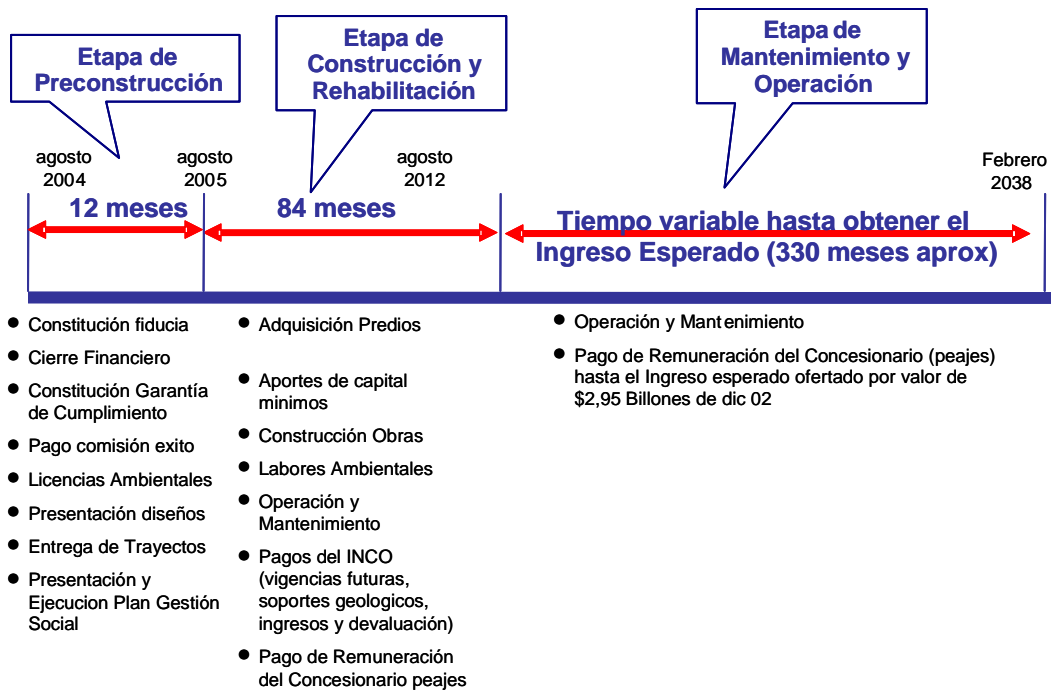 Etapa de
Preconstrucción
Etapa de
Construcción y
Rehabilitación
Etapa de
Mantenimiento y
Operación
agosto
2004
agosto
2005
agosto
2012
Febrero
2038
12 meses
84 meses
Tiempo variable hasta obtener el
Ingreso Esperado (330 meses aprox)
• Constitución fiducia
• Cierre Financiero
• Constitución Garantía
de Cumplimiento
• Pago comisión exito
• Licencias Ambientales
• Presentación diseños
• Entrega de Trayectos
• Presentación y
Ejecucion Plan Gestión
Social
• Adquisición Predios
• Aportes de capital
minimos
• Construcción Obras
• Labores Ambientales
• Operación y
Mantenimiento
• Pagos del INCO
(vigencias futuras,
soportes geologicos,
ingresos y devaluación)
• Pago de Remuneración
del Concesionario peajes
• Operación y Mantenimiento
• Pago de Remuneración del Concesionario (peajes)
hasta el Ingreso esperado ofertado por valor de
$2,95 Billones de dic 02